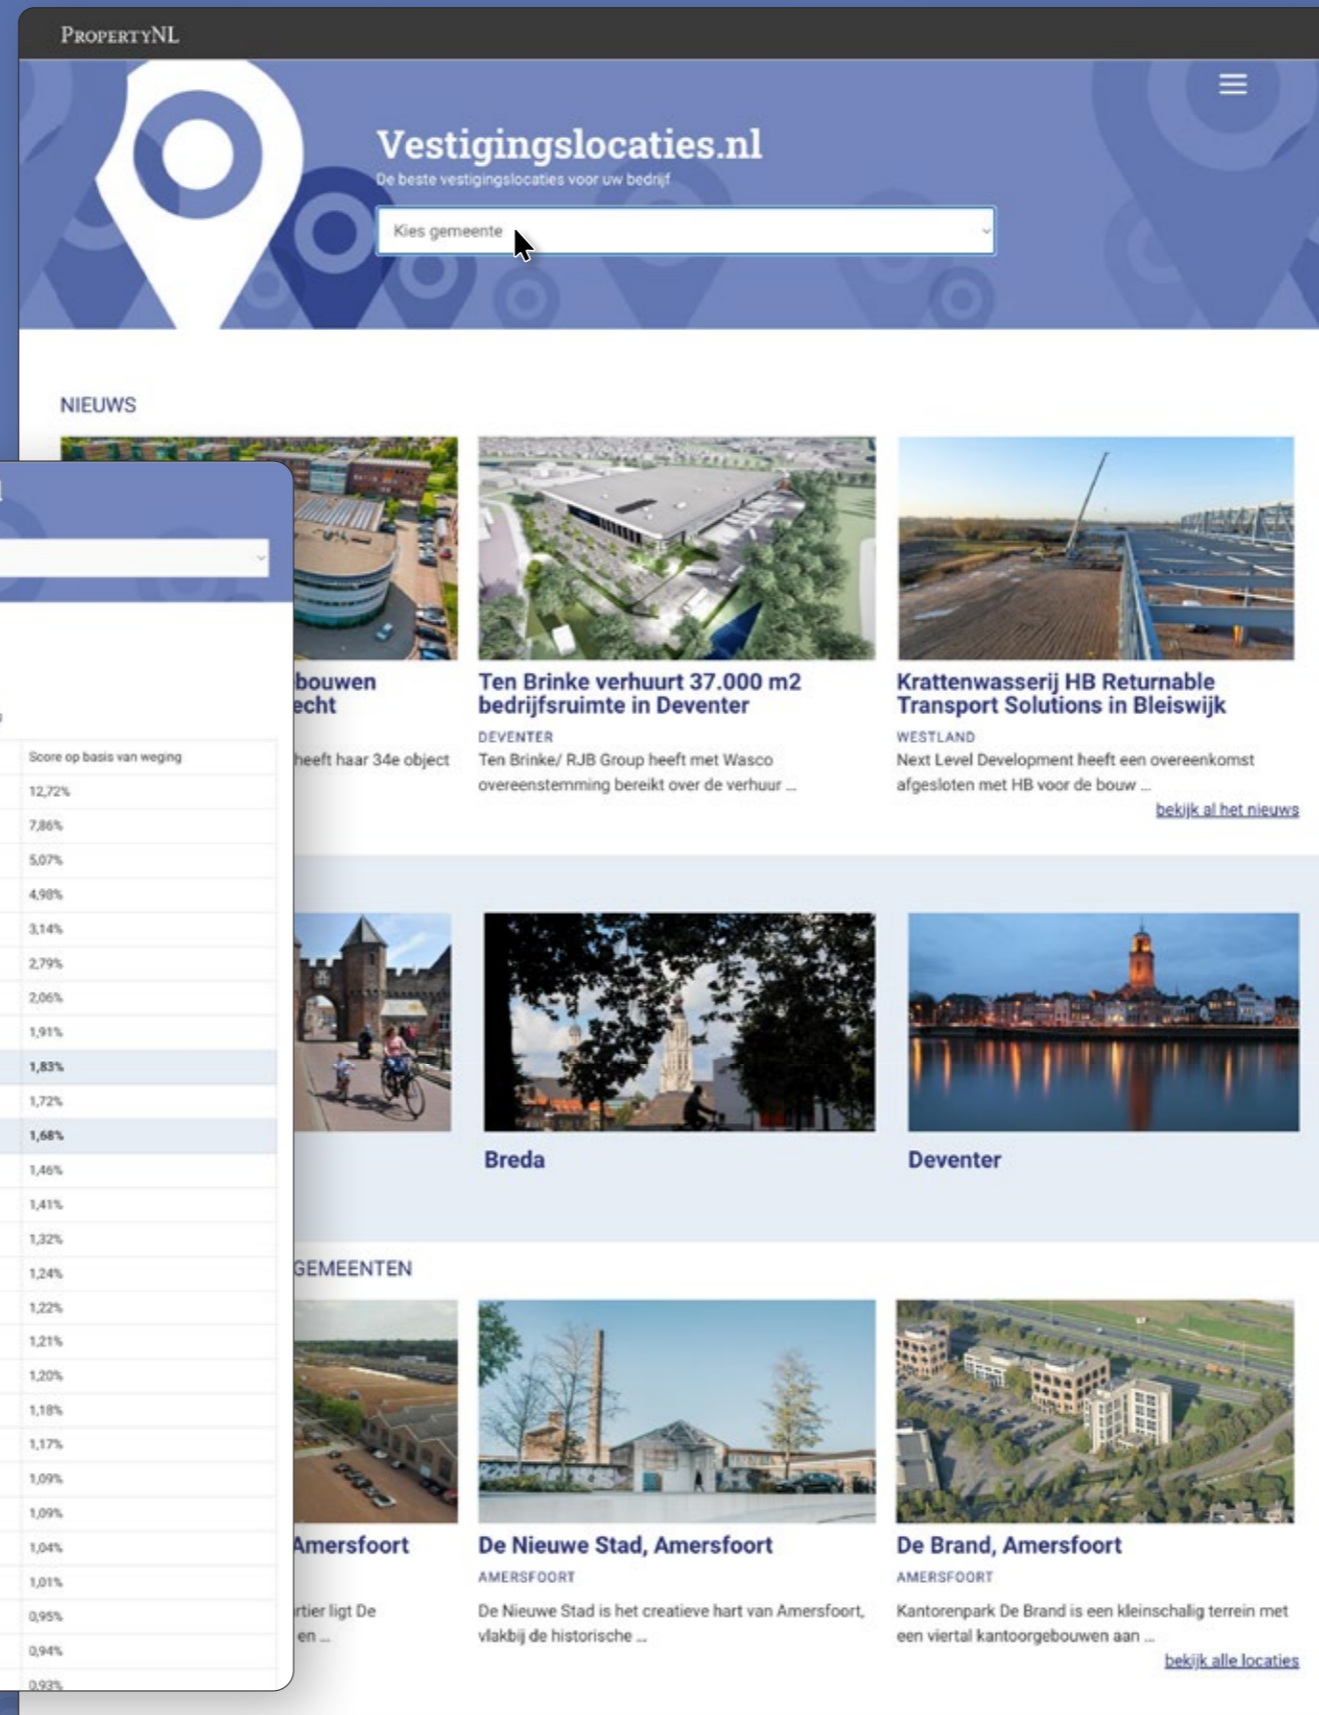 PROPERTYNL
Vestigingslocaties.nl
De beste vestigingslocaties voor uw bedrijf
Kies gemeente
NIEUWS
bouwen
echt
heeft haar 34e object
Ten Brinke verhuurt 37.000 m2
bedrijfsruimte in Deventer
DEVENTER
Ten Brinke/ RJB Group heeft met Wasco
overeenstemming bereikt over de verhuur ...
Krattenwasserij HB Returnable
Transport Solutions in Bleiswijk
WESTLAND
Next Level Development heeft een overeenkomst
afgesloten met HB voor de bouw ...
bekijk al het nieuws
Score op basis van weging
12,72%
7,86%
5,07%
4,98%
3,14%
2,79%
2,06%
1,91%
1,83%
1,72%
1,68%
1,46%
1,41%
1,32%
1,24%
1,22%
1,21%
1,20%
1,18%
1,17%
1,09%
1,09%
1,04%
1,01%
0,95%
0,94%
0,93%
Breda
Deventer
GEMEENTEN
Amersfoort
rtier ligt De
en ...
De Nieuwe Stad, Amersfoort
AMERSFOORT
De Nieuwe Stad is het creatieve hart van Amersfoort,
vlakbij de historische ...
De Brand, Amersfoort
AMERSFOORT
Kantorenpark De Brand is een kleinschalig terrein met
een viertal kantoorgebouwen aan ...
bekijk alle locaties